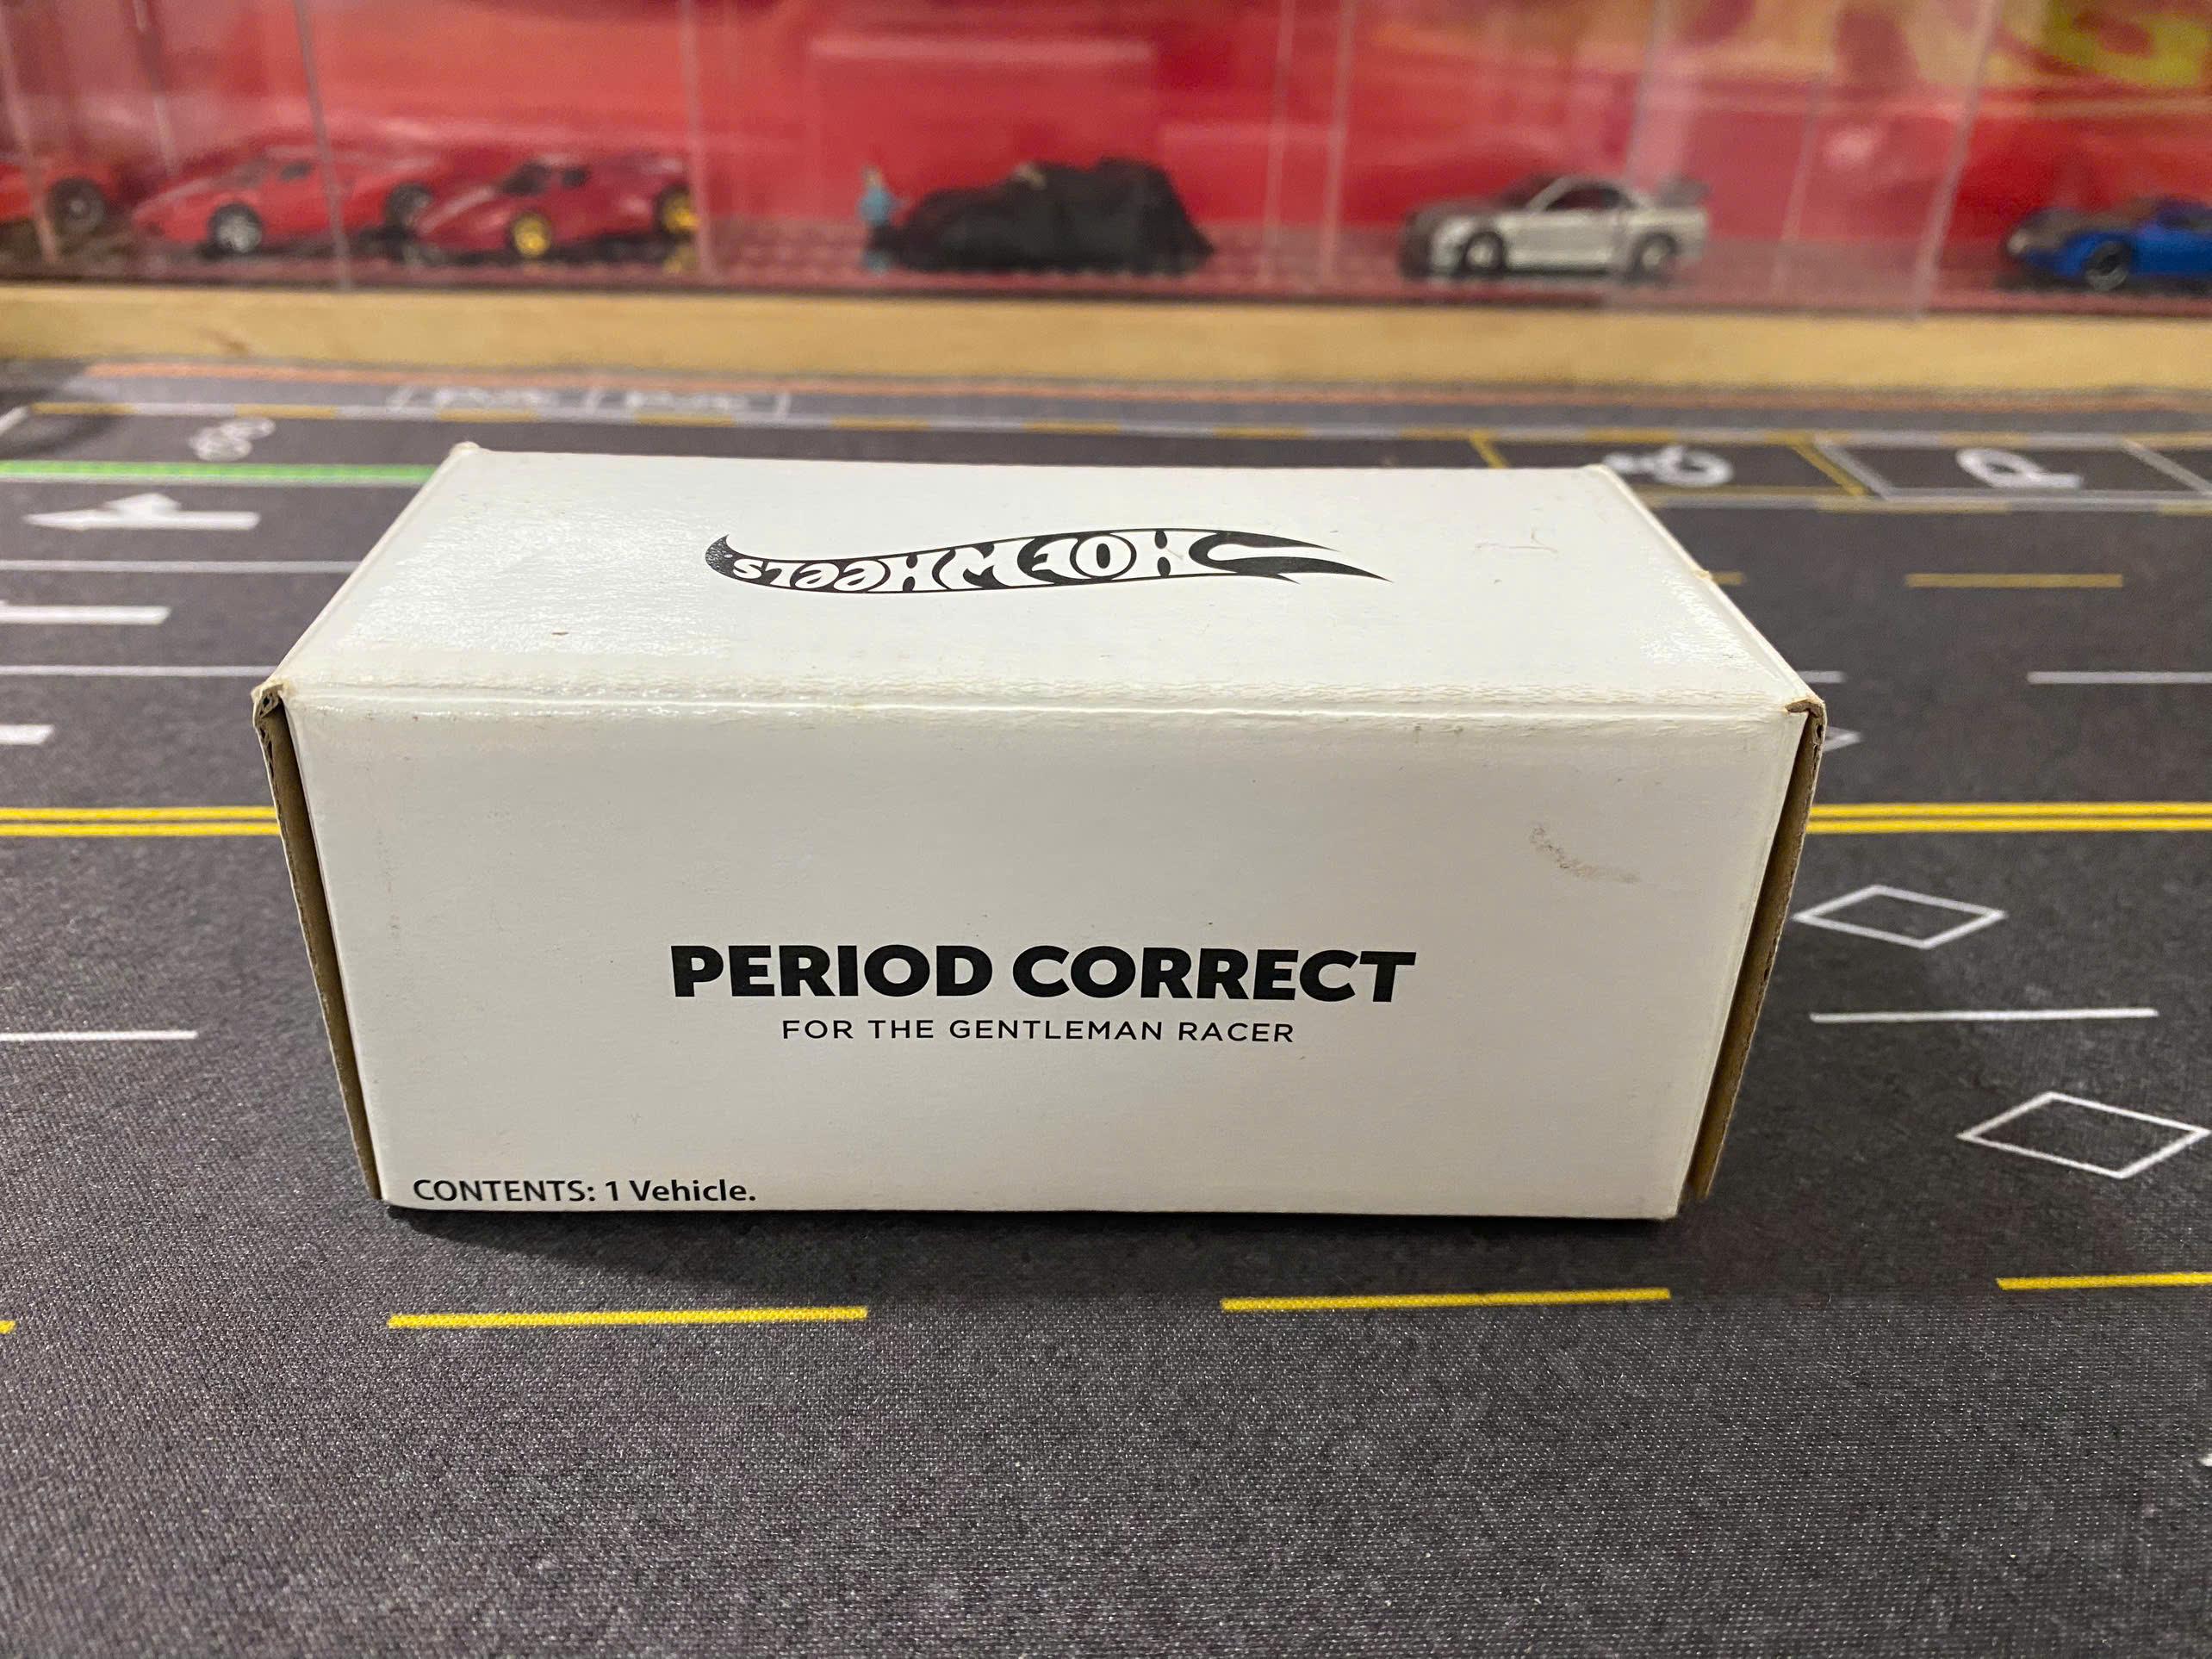 HOT WHEELS
PERIOD CORRECT
FOR THE GENTLEMAN RACER
CONTENTS: 1 Vehicle.